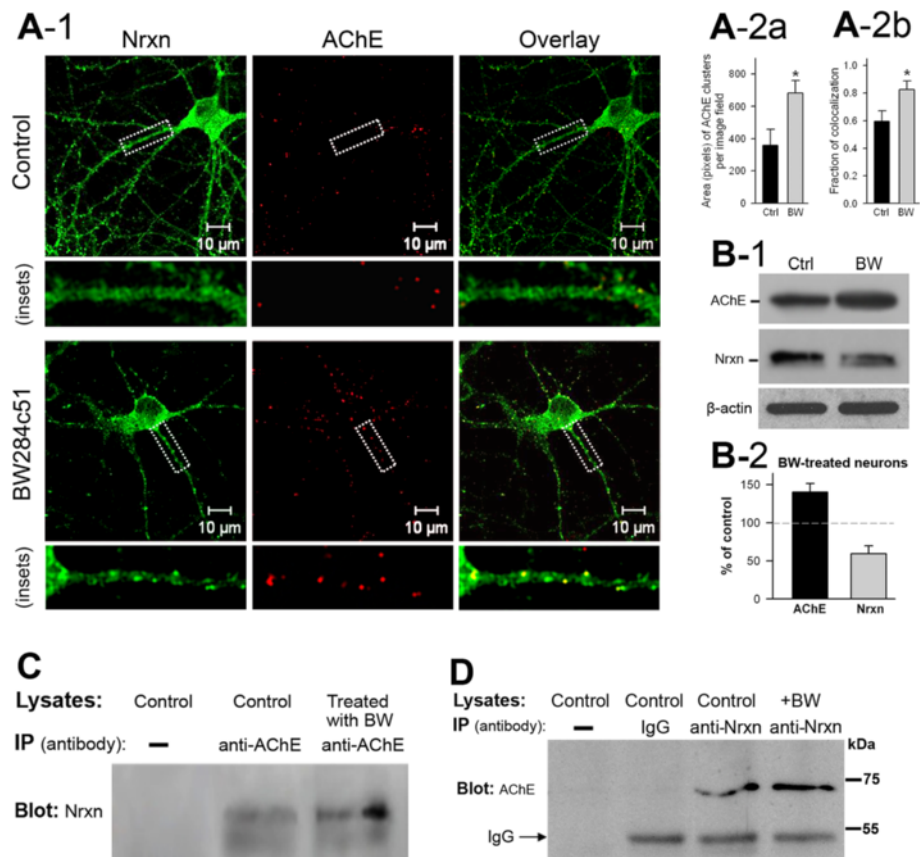 A-1
Nrxn AChE Overlay
Control
10 µm 10 µm 10 µm
(insets)
BW284c51
10 µm 10 µm 10 µm
(insets)
A-2a
Area (pixels) of AChE clusters
per image field
800
600
400
200
0
*
Ctrl BW
A-2b
Fraction of colocalization
1.0
0.8
0.6
0.4
0.2
0
*
Ctrl BW
B-1
Ctrl BW
AChE
Nrxn
β-actin
B-2
BW-treated neurons
% of control
150
100
50
0
AChE Nrxn
C
Lysates: Control Control Treated
with BW
IP (antibody): – anti-AChE anti-AChE
Blot: Nrxn
D
Lysates: Control Control Control +BW
IP (antibody): – IgG anti-Nrxn anti-Nrxn
kDa
Blot: AChE
75
IgG
55